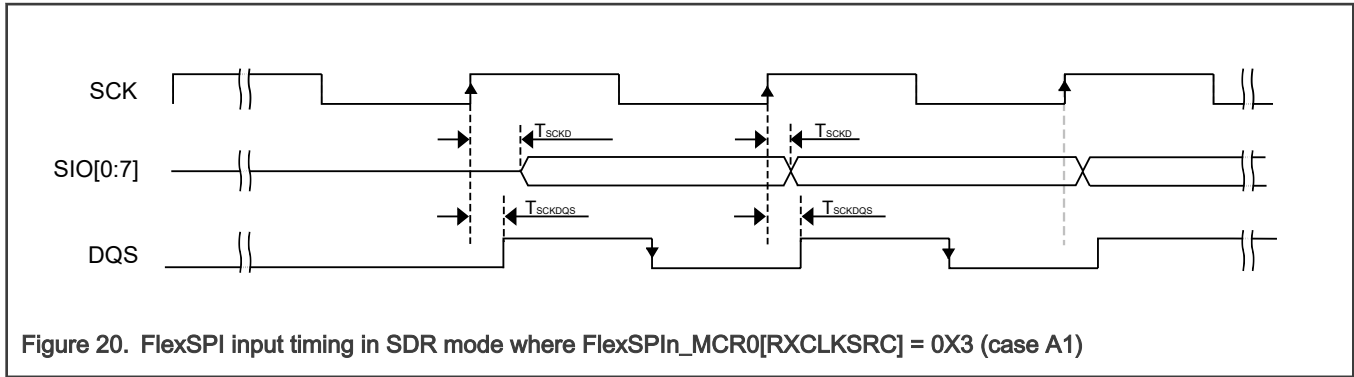 SCK
TSCKD TSCKD
SIO[0:7]
TSCKDQS TSCKDQS
DQS
Figure 20. FlexSPI input timing in SDR mode where FlexSPIn_MCR0[RXCLKSRC] = 0X3 (case A1)